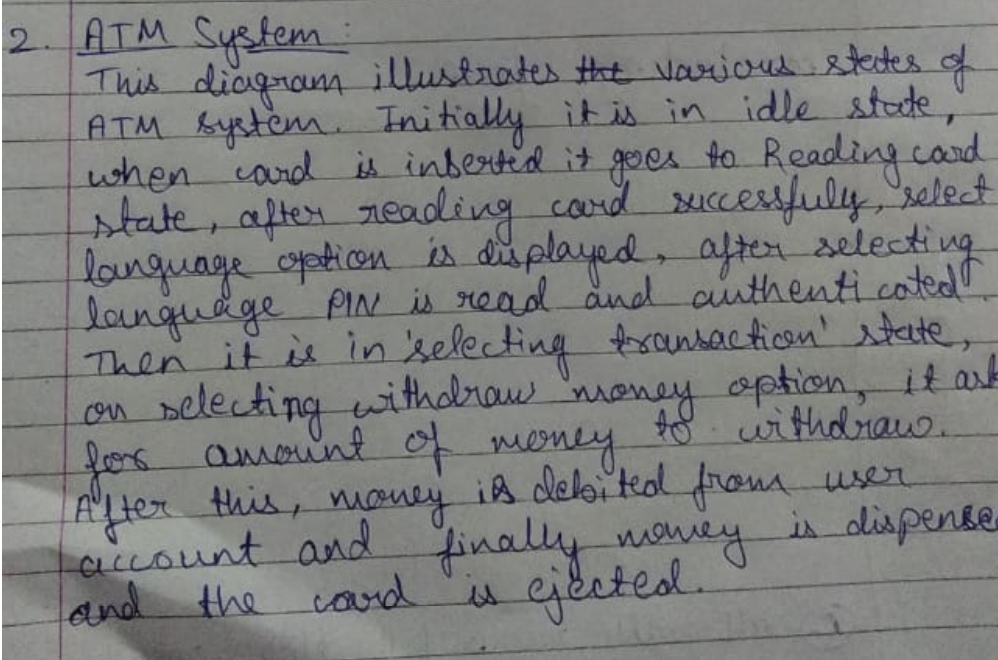 2. ATM System :
This diagram illustrates the various states of
ATM system. Initially it is in idle state,
when card is inserted it goes to Reading card
state, after reading card successfuly, select
language option is displayed, after selecting
language PIN is read and authenticated.
Then it is in 'selecting transaction' state,
on selecting withdraw money option, it ask
for amount of money to withdraw.
After this, money is debited from user
account and finally money is dispense
and the card is ejected.